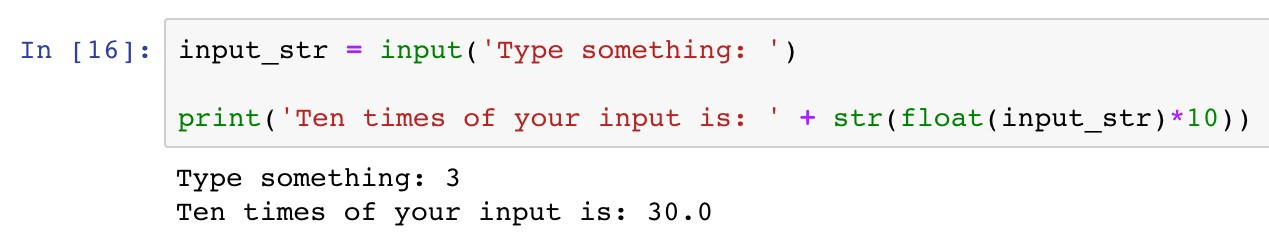 In [16]: input_str = input('Type something: ')
print('Ten times of your input is: ' + str(float(input_str)*10))
Type something: 3
Ten times of your input is: 30.0